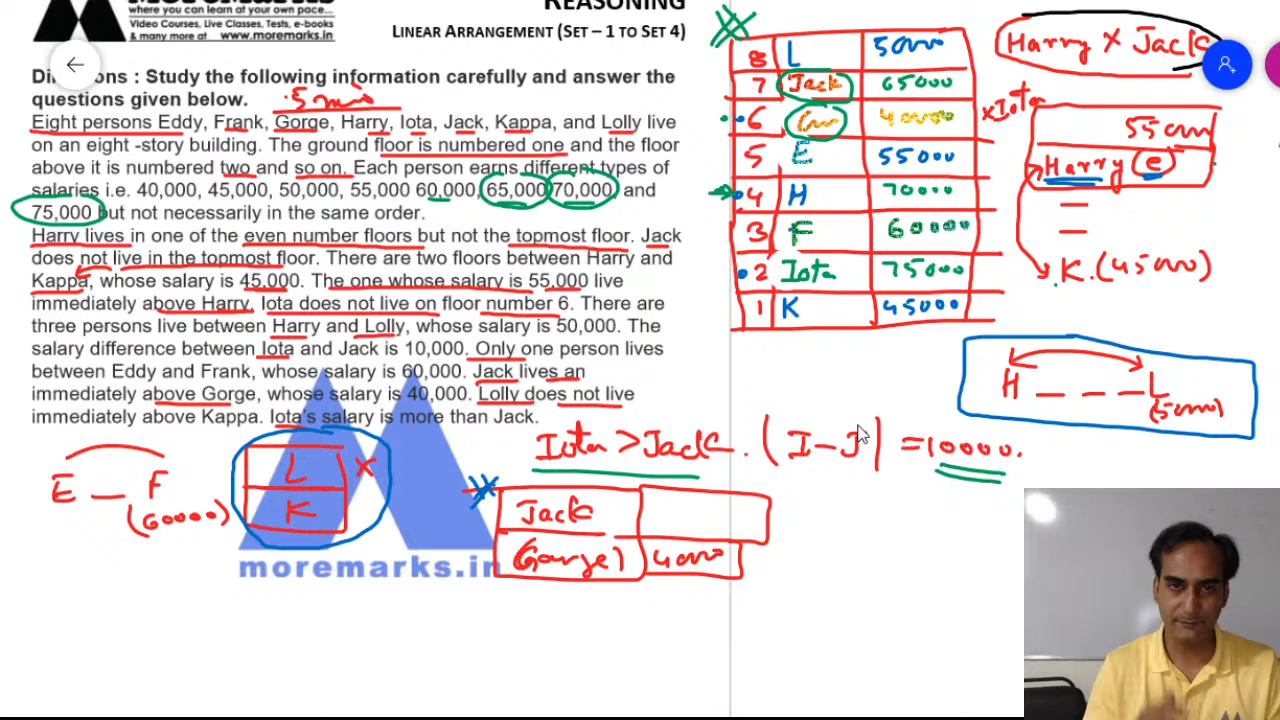 REASONING
MOREMARKS
where you can learn at your own pace...
Video Courses, Live Classes, Tests, e-books
& many more at www.moremarks.in
LINEAR ARRANGEMENT (SET – 1 TO SET 4)
Directions : Study the following information carefully and answer the
questions given below.
Eight persons Eddy, Frank, Gorge, Harry, Iota, Jack, Kappa, and Lolly live
on an eight -story building. The ground floor is numbered one and the floor
above it is numbered two and so on. Each person earns different types of
salaries i.e. 40,000, 45,000, 50,000, 55,000 60,000, 65,000 70,000 and
75,000 but not necessarily in the same order.
Harry lives in one of the even number floors but not the topmost floor. Jack
does not live in the topmost floor. There are two floors between Harry and
Kappa, whose salary is 45,000. The one whose salary is 55,000 live
immediately above Harry. Iota does not live on floor number 6. There are
three persons live between Harry and Lolly, whose salary is 50,000. The
salary difference between Iota and Jack is 10,000. Only one person lives
between Eddy and Frank, whose salary is 60,000. Jack lives an
immediately above Gorge, whose salary is 40,000. Lolly does not live
immediately above Kappa. Iota's salary is more than Jack.
E — F
(60000)
L X
K
moremarks.in
Iota > Jack. (I – J) = 10000.
Jack
Gorge) 4000
8 L 5000
7 Jack 65000
6 40000
5 E 55000
4 H 70000
3 F 60000
2 Iota 75000
1 K 45000
Harry X Jack
X Iota
Harry (e)
K. (45000)
H — — — L